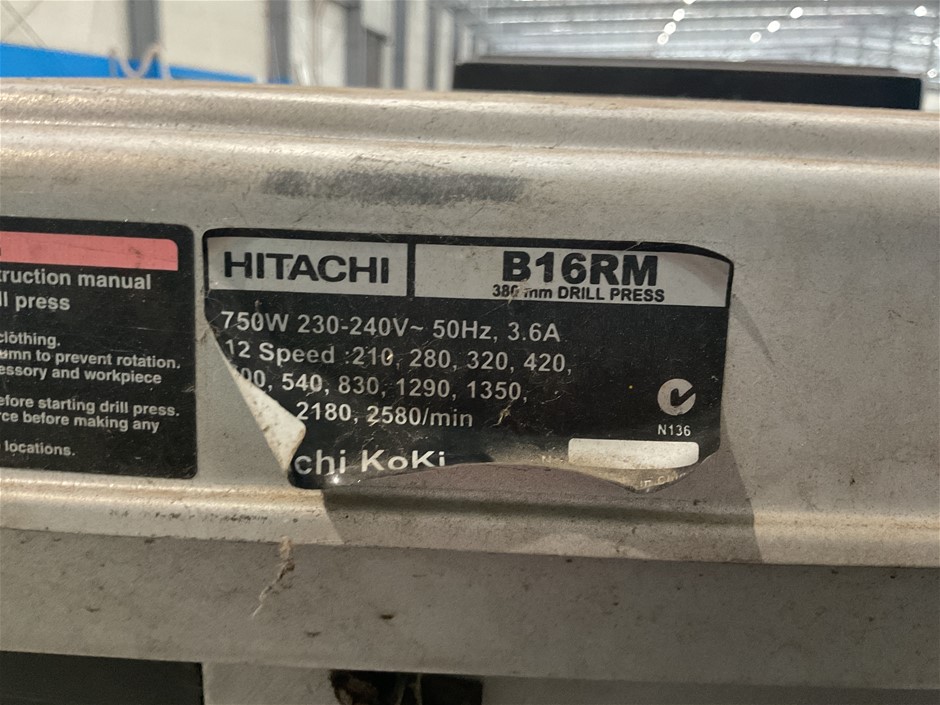 truction manual
ll press
clothing.
umn to prevent rotation.
essory and workpiece
efore starting drill press.
rce before making any
locations.
HITACHI
B16RM
380 mm DRILL PRESS
750W 230-240V~ 50Hz, 3.6A
12 Speed :210, 280, 320, 420,
00, 540, 830, 1290, 1350,
2180, 2580/min
N136
chi KoKi